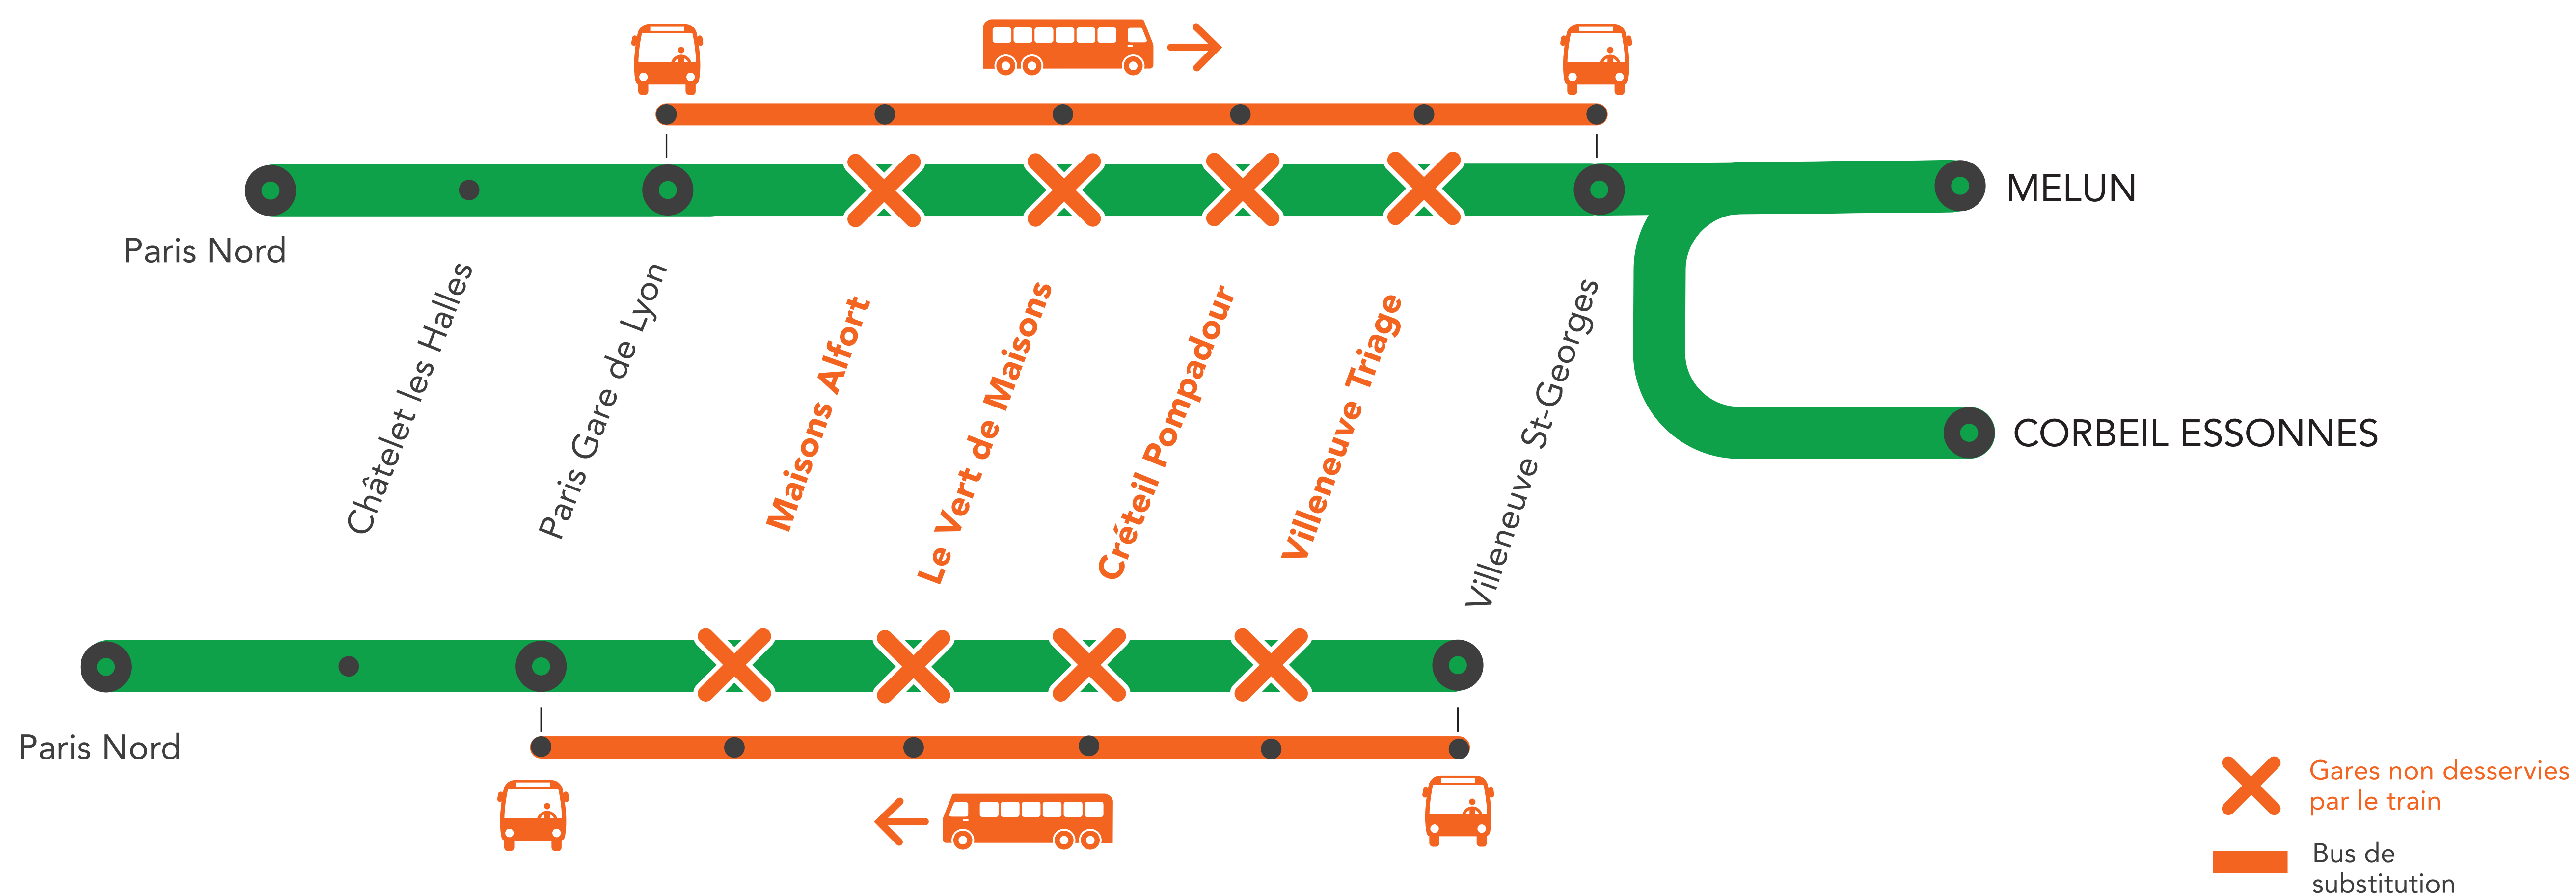 MELUN
Paris Nord
Châtelet les Halles
Paris Gare de Lyon
Maisons Alfort
Le Vert de Maisons
Créteil Pompadour
Villeneuve Triage
Villeneuve St-Georges
CORBEIL ESSONNES
Paris Nord
Gares non desservies
par le train
Bus de
substitution